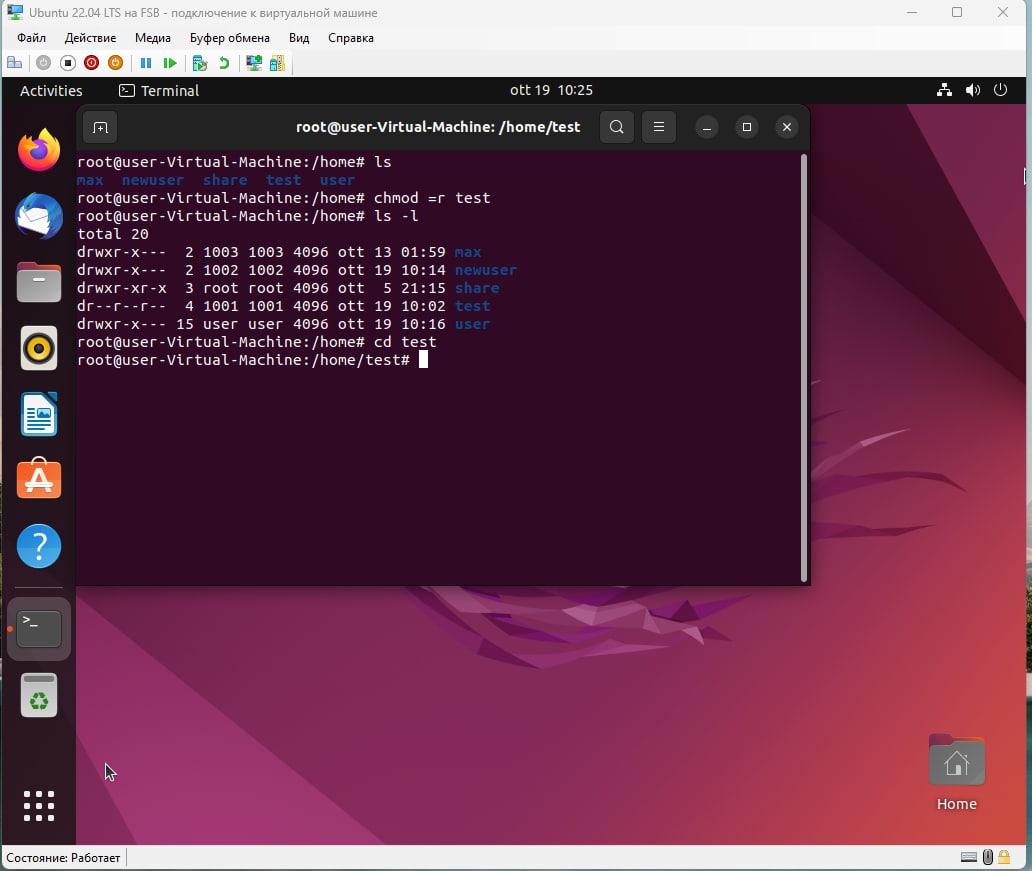 Ubuntu 22.04 LTS на FSB - подключение к виртуальной машине
Файл Действие Медиа Буфер обмена Вид Справка
Activities Terminal ott 19 10:25
root@user-Virtual-Machine: /home/test
root@user-Virtual-Machine:/home# ls
max newuser share test user
root@user-Virtual-Machine:/home# chmod =r test
root@user-Virtual-Machine:/home# ls -l
total 20
drwxr-x--- 2 1003 1003 4096 ott 13 01:59 max
drwxr-x--- 2 1002 1002 4096 ott 19 10:14 newuser
drwxr-xr-x 3 root root 4096 ott 5 21:15 share
dr--r--r-- 4 1001 1001 4096 ott 19 10:02 test
drwxr-x--- 15 user user 4096 ott 19 10:16 user
root@user-Virtual-Machine:/home# cd test
root@user-Virtual-Machine:/home/test#
Home
Состояние: Работает